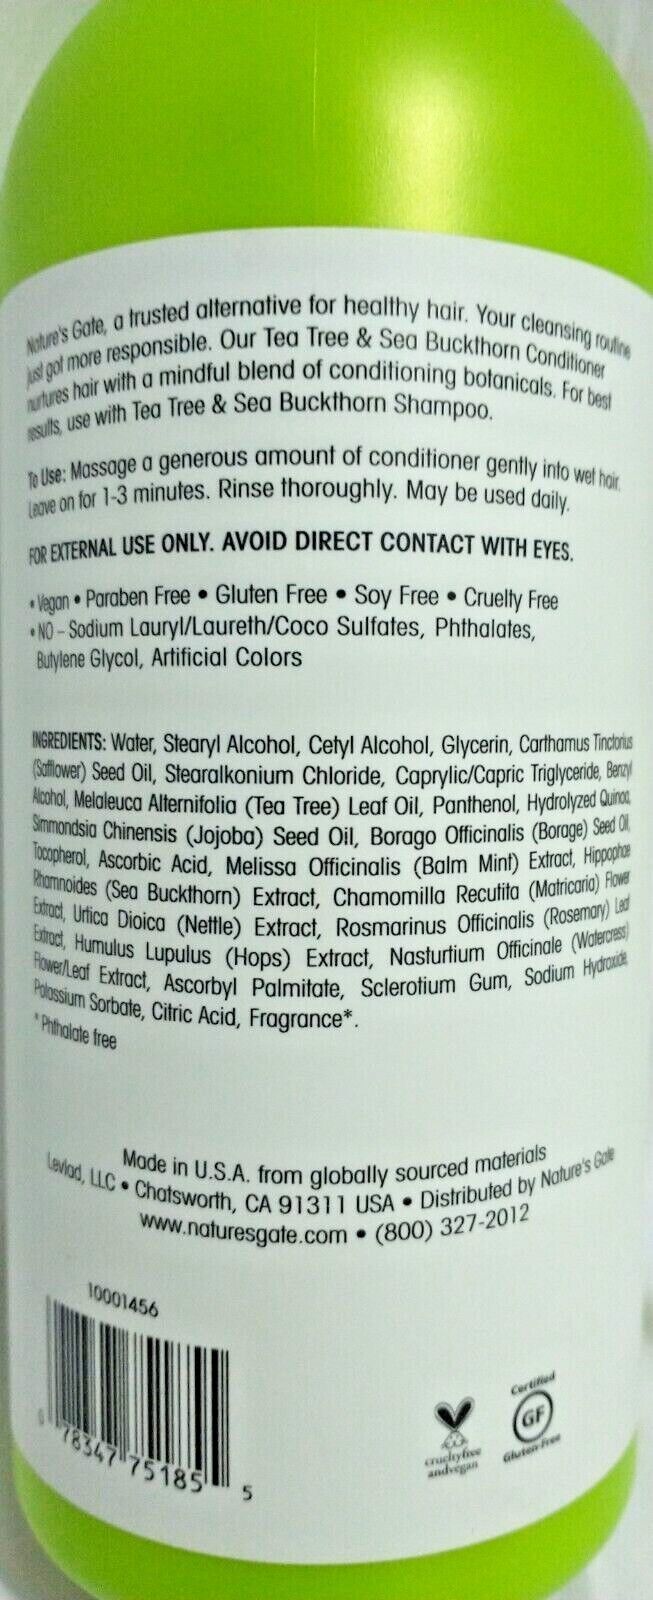 Nature's Gate, a trusted alternative for healthy hair. Your cleansing routine
just got more responsible. Our Tea Tree & Sea Buckthorn Conditioner
nurtures hair with a mindful blend of conditioning botanicals. For best
results, use with Tea Tree & Sea Buckthorn Shampoo.
To Use: Massage a generous amount of conditioner gently into wet hair.
Leave on for 1-3 minutes. Rinse thoroughly. May be used daily.
FOR EXTERNAL USE ONLY. AVOID DIRECT CONTACT WITH EYES.
• Vegan • Paraben Free • Gluten Free • Soy Free • Cruelty Free
• NO – Sodium Lauryl/Laureth/Coco Sulfates, Phthalates,
Butylene Glycol, Artificial Colors
INGREDIENTS: Water, Stearyl Alcohol, Cetyl Alcohol, Glycerin, Carthamus Tinctorius
(Safflower) Seed Oil, Stearalkonium Chloride, Caprylic/Capric Triglyceride, Benzyl
Alcohol, Melaleuca Alternifolia (Tea Tree) Leaf Oil, Panthenol, Hydrolyzed Quinoa,
Simmondsia Chinensis (Jojoba) Seed Oil, Borago Officinalis (Borage) Seed Oil,
Tocopherol, Ascorbic Acid, Melissa Officinalis (Balm Mint) Extract, Hippophae
Rhamnoides (Sea Buckthorn) Extract, Chamomilla Recutita (Matricaria) Flower
Extract, Urtica Dioica (Nettle) Extract, Rosmarinus Officinalis (Rosemary) Leaf
Extract, Humulus Lupulus (Hops) Extract, Nasturtium Officinale (Watercress)
Flower/Leaf Extract, Ascorbyl Palmitate, Sclerotium Gum, Sodium Hydroxide,
Potassium Sorbate, Citric Acid, Fragrance*.
* Phthalate free
Made in U.S.A. from globally sourced materials
Levlad, LLC • Chatsworth, CA 91311 USA • Distributed by Nature's Gate
www.naturesgate.com • (800) 327-2012
10001456
0 78347 75185 5
crueltyfree
andvegan
Certified
GF
Gluten-Free